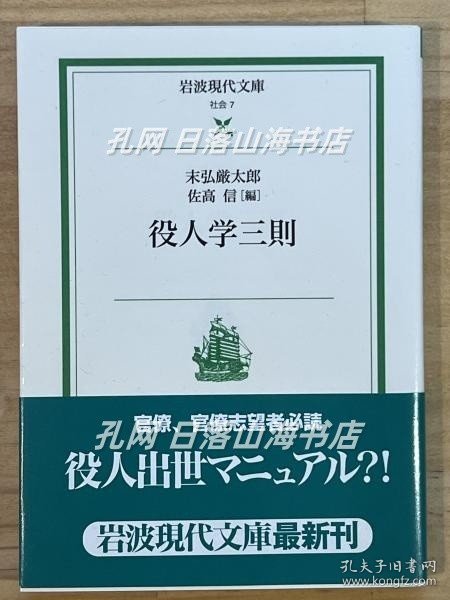 岩波現代文庫
社会 7
孔网 日落山海书店
末弘厳太郎
佐高 信[編]
役人学三則
官僚、官僚志望者必読
孔网 日落山海书店
役人出世マニュアル?!
岩波現代文庫最新刊
孔夫子旧书网
www.kongfz.com